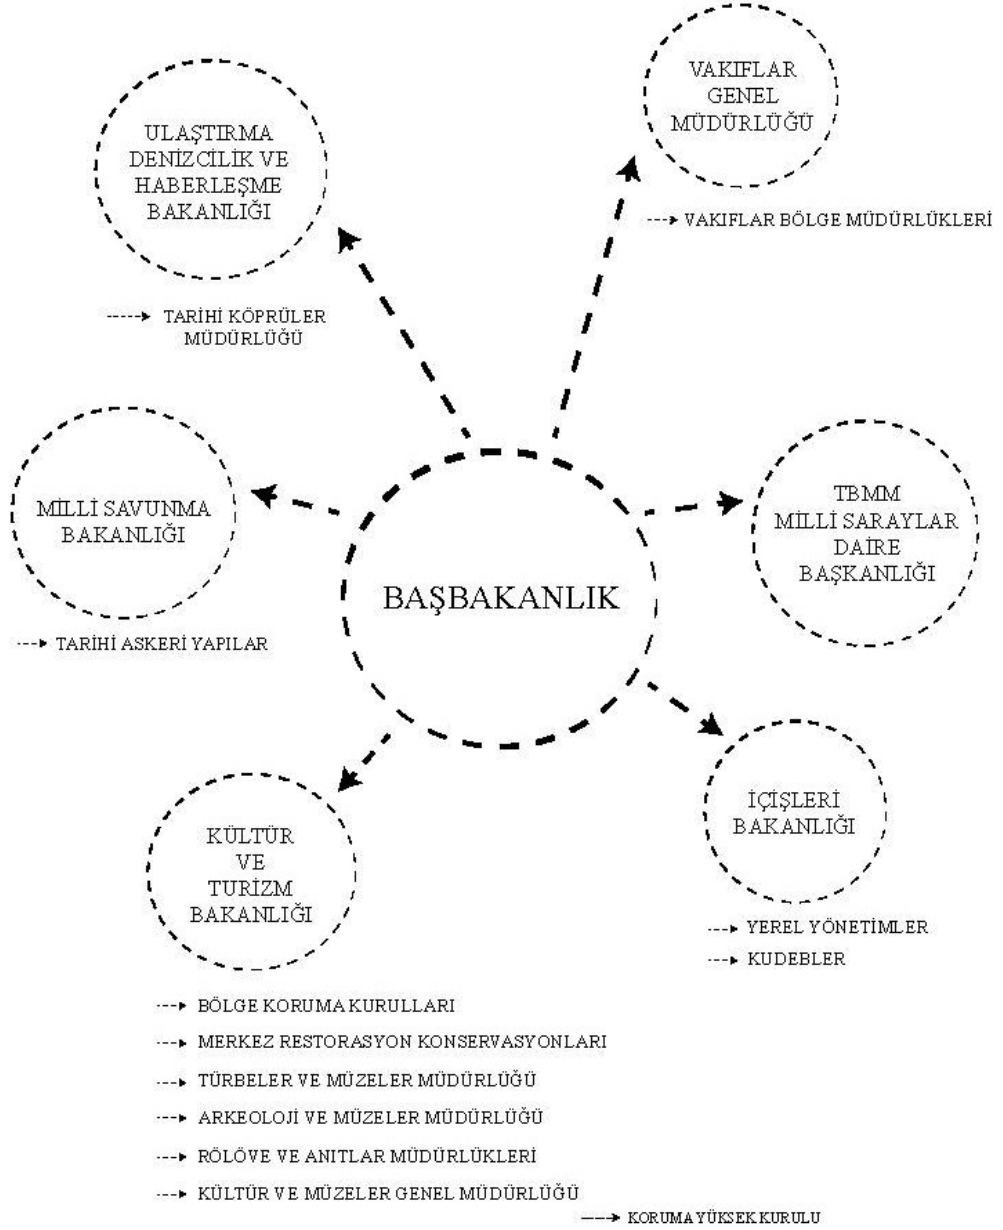 VAKIFLAR
GENEL
MÜDÜRLÜĞÜ
VAKIFLAR BÖLGE MÜDÜRLÜKLERİ
ULAŞTIRMA
DENİZCİLİK VE
HABERLEŞME
BAKANLIĞI
TARİHİ KÖPRÜLER
MÜDÜRLÜĞÜ
MİLLİ SAVUNMA
BAKANLIĞI
TARİHİ ASKERİ YAPILAR
BAŞBAKANLIK
TBMM
MİLLİ SARAYLAR
DAİRE
BAŞKANLIĞI
İÇİŞLERİ
BAKANLIĞI
YEREL YÖNETİMLER
KUDEBLER
KÜLTÜR
VE
TURİZM
BAKANLIĞI
BÖLGE KORUMA KURULLARI
MERKEZ RESTORASYON KONSERVASYONLARI
TÜRBELER VE MÜZELER MÜDÜRLÜĞÜ
ARKEOLOJİ VE MÜZELER MÜDÜRLÜĞÜ
RÖLÖVE VE ANITLAR MÜDÜRLÜKLERİ
KÜLTÜR VE MÜZELER GENEL MÜDÜRLÜĞÜ
KORUMA YÜKSEK KURULU